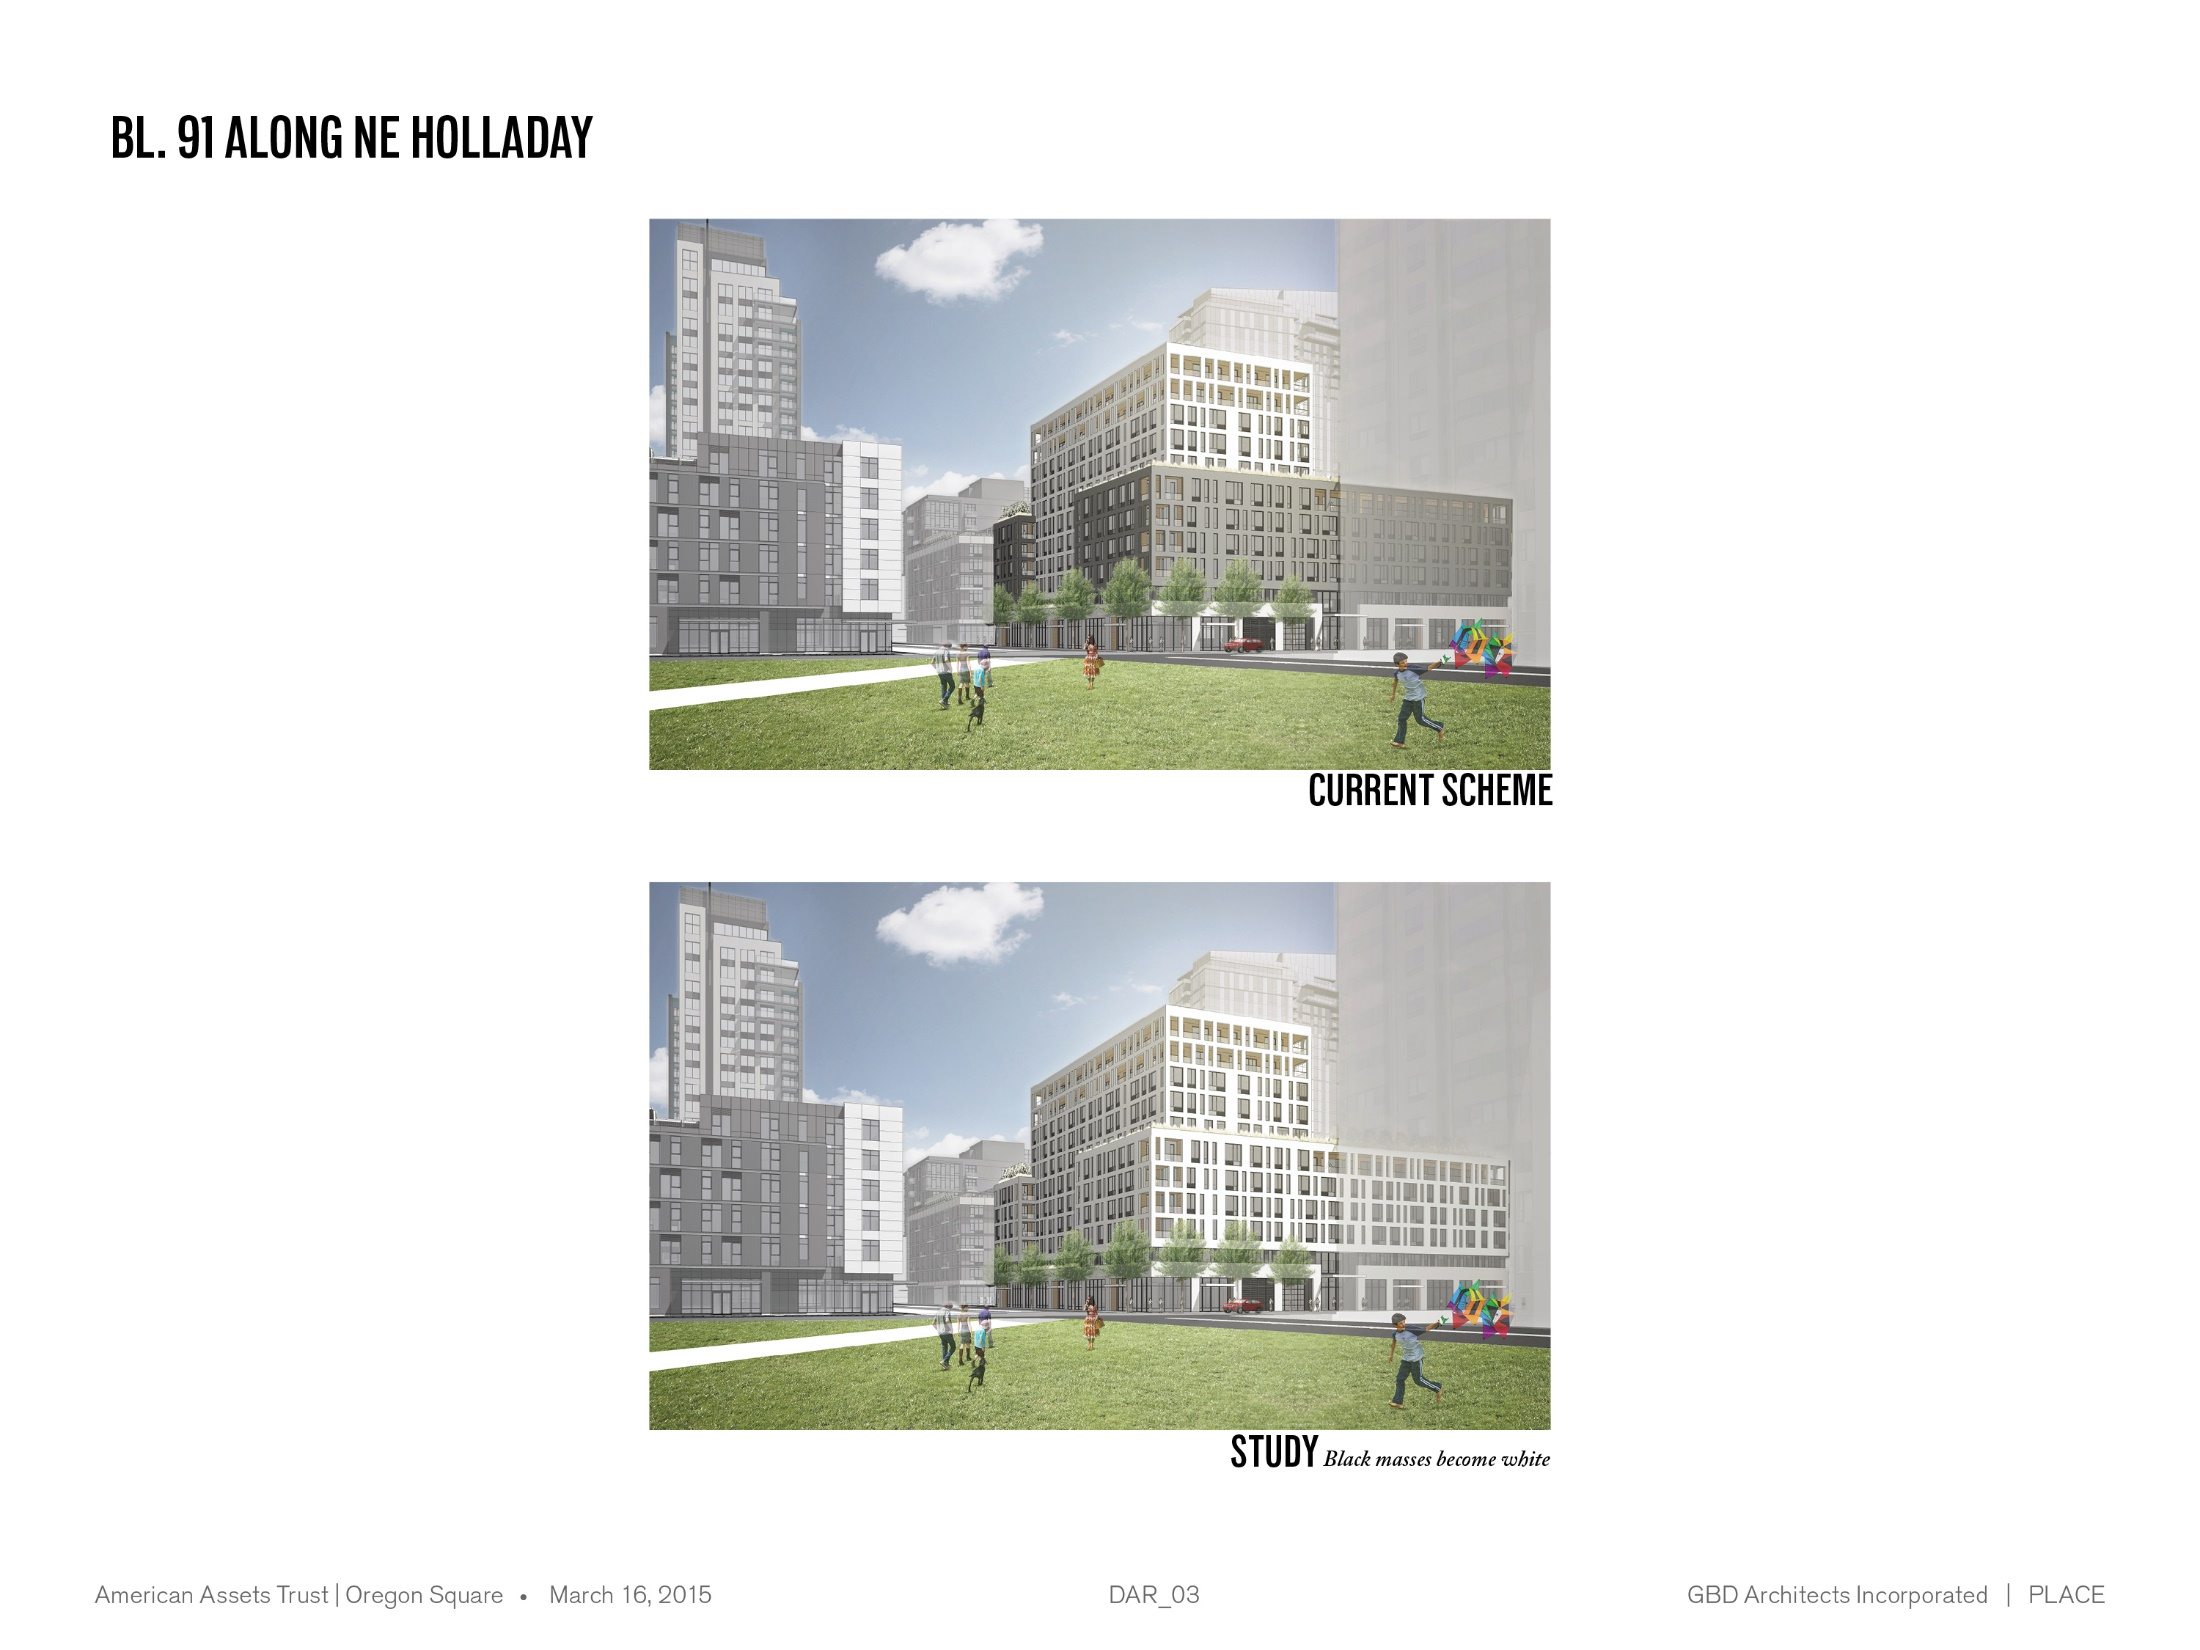 BL. 91 ALONG NE HOLLADAY
CURRENT SCHEME
STUDY Black masses become white
American Assets Trust | Oregon Square • March 16, 2015
DAR_03
GBD Architects Incorporated | PLACE